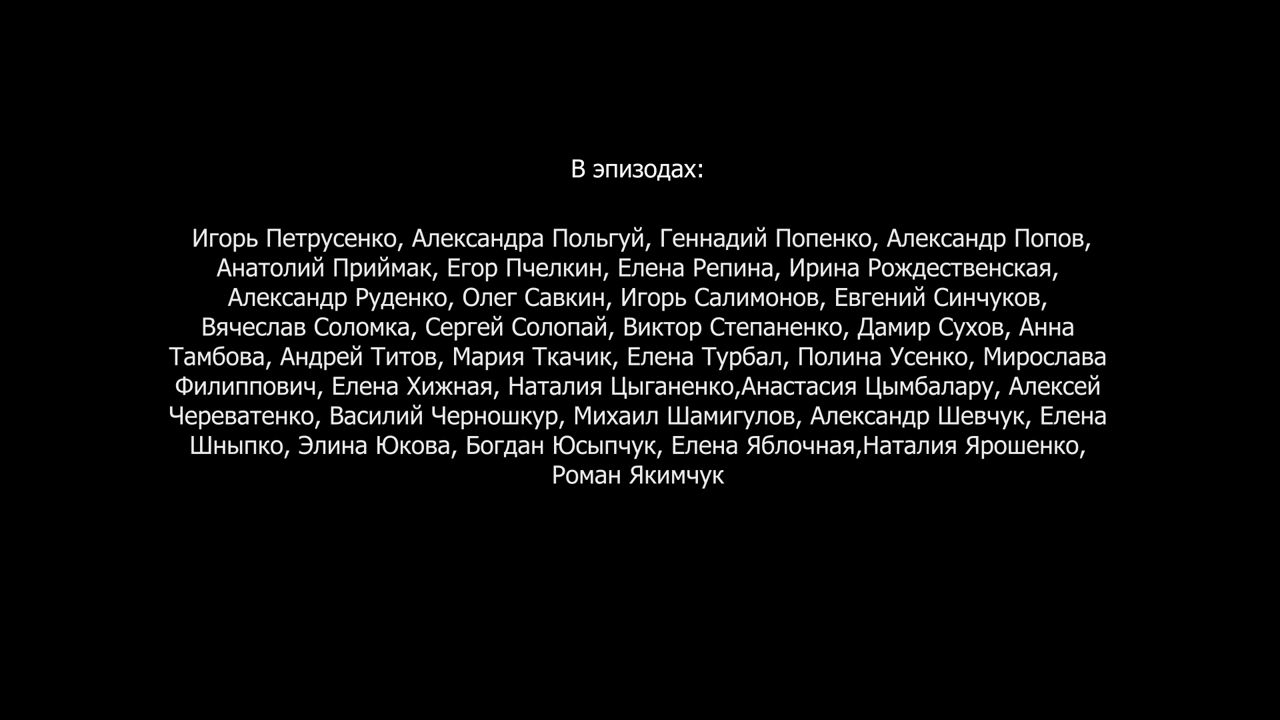 В эпизодах:
Игорь Петрусенко, Александра Польгуй, Геннадий Попенко, Александр Попов,
Анатолий Приймак, Егор Пчелкин, Елена Репина, Ирина Рождественская,
Александр Руденко, Олег Савкин, Игорь Салимонов, Евгений Синчуков,
Вячеслав Соломка, Сергей Солопай, Виктор Степаненко, Дамир Сухов, Анна
Тамбова, Андрей Титов, Мария Ткачик, Елена Турбал, Полина Усенко, Мирослава
Филиппович, Елена Хижная, Наталия Цыганенко,Анастасия Цымбалару, Алексей
Череватенко, Василий Черношкур, Михаил Шамигулов, Александр Шевчук, Елена
Шныпко, Элина Юкова, Богдан Юсыпчук, Елена Яблочная,Наталия Ярошенко,
Роман Якимчук